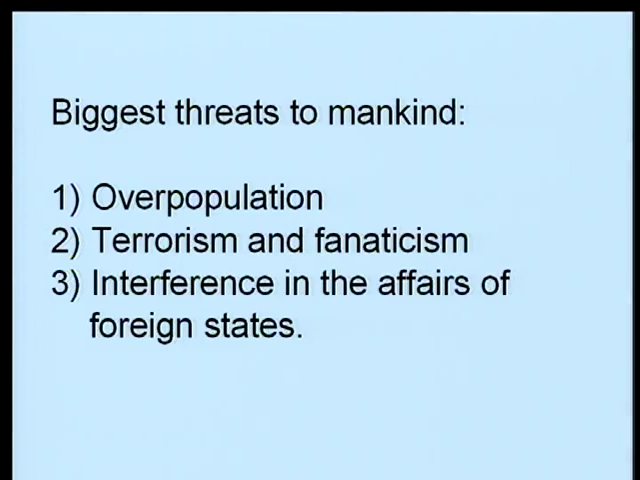 Biggest threats to mankind:
1) Overpopulation
2) Terrorism and fanaticism
3) Interference in the affairs of
foreign states.